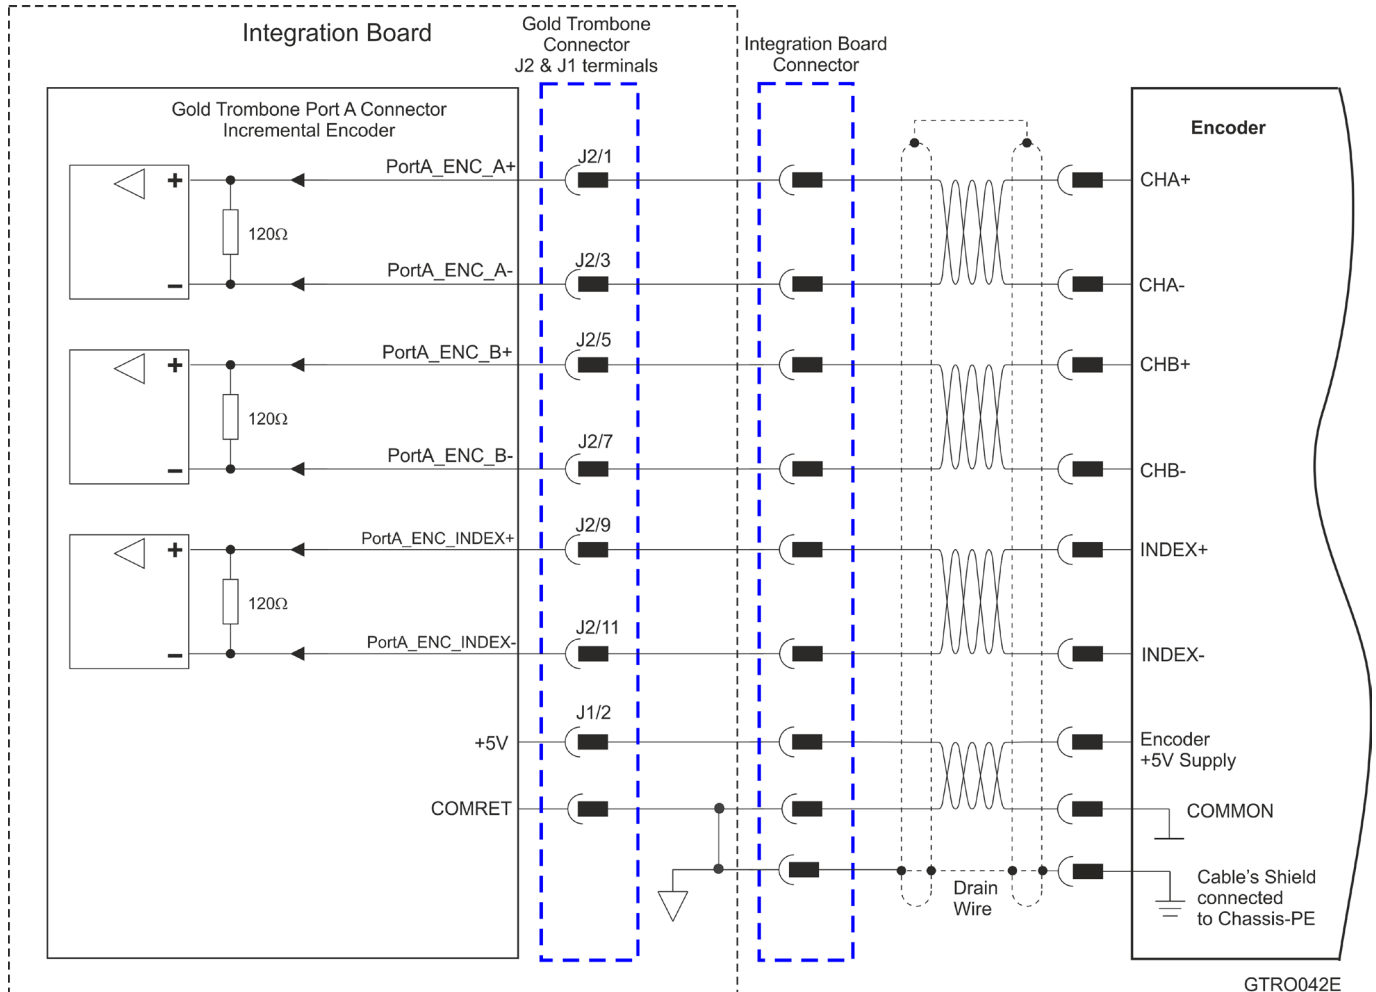 Integration Board
Gold Trombone
Connector
J2 & J1 terminals
Integration Board
Connector
Gold Trombone Port A Connector
Incremental Encoder
Encoder
PortA_ENC_A+
J2/1
+
CHA+
120Ω
PortA_ENC_A-
J2/3
-
CHA-
PortA_ENC_B+
J2/5
+
CHB+
120Ω
PortA_ENC_B-
J2/7
-
CHB-
PortA_ENC_INDEX+
J2/9
+
INDEX+
120Ω
PortA_ENC_INDEX-
J2/11
-
INDEX-
J1/2
+5V
Encoder
+5V Supply
COMRET
COMMON
Drain
Wire
Cable's Shield
connected
to Chassis-PE
GTRO042E